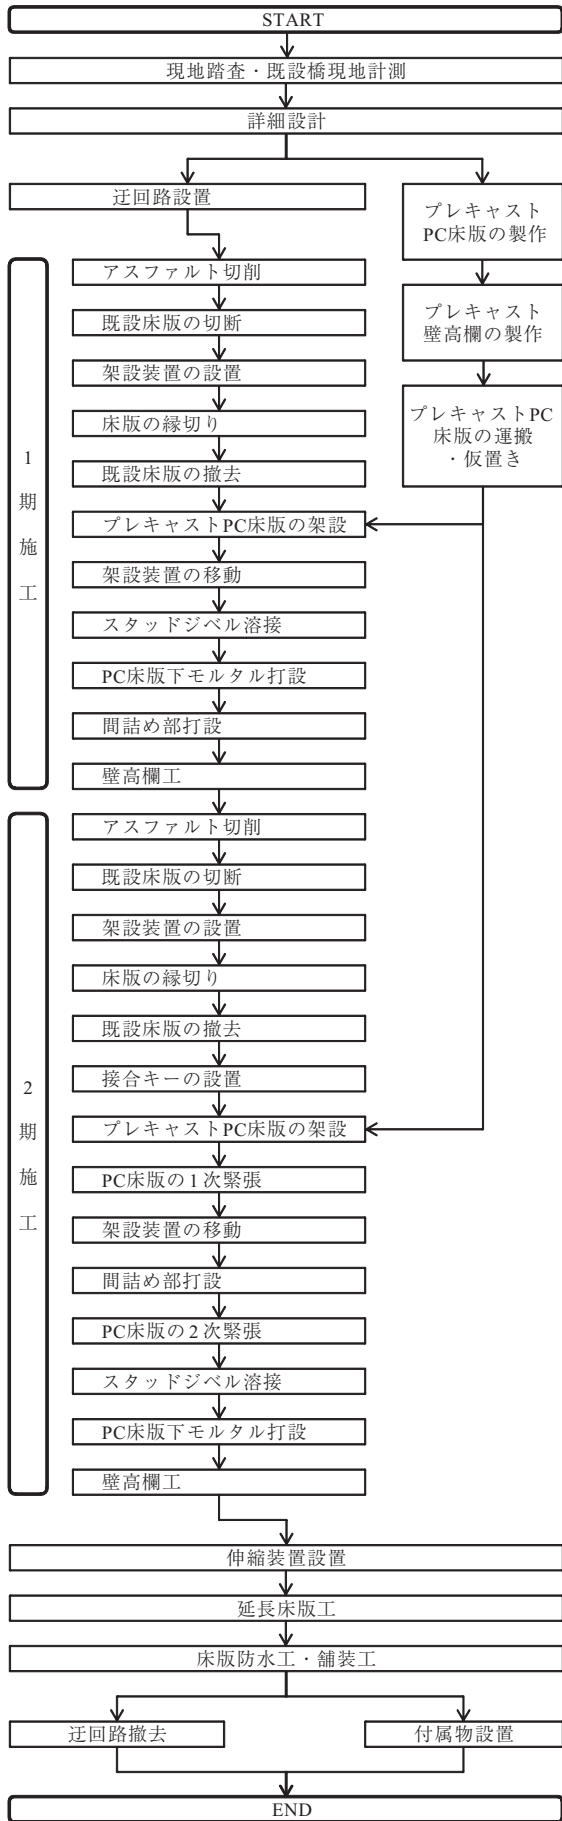 START
現地踏査・既設橋現地計測
詳細設計
迂回路設置
プレキャスト
PC床版の製作
プレキャスト
壁高欄の製作
プレキャストPC
床版の運搬
・仮置き
1
期
施
工
アスファルト切削
既設床版の切断
架設装置の設置
床版の縁切り
既設床版の撤去
プレキャストPC床版の架設
架設装置の移動
スタッドジベル溶接
PC床版下モルタル打設
間詰め部打設
壁高欄工
2
期
施
工
アスファルト切削
既設床版の切断
架設装置の設置
床版の縁切り
既設床版の撤去
接合キーの設置
プレキャストPC床版の架設
PC床版の1次緊張
架設装置の移動
間詰め部打設
PC床版の2次緊張
スタッドジベル溶接
PC床版下モルタル打設
壁高欄工
伸縮装置設置
延長床版工
床版防水工・舗装工
迂回路撤去
付属物設置
END